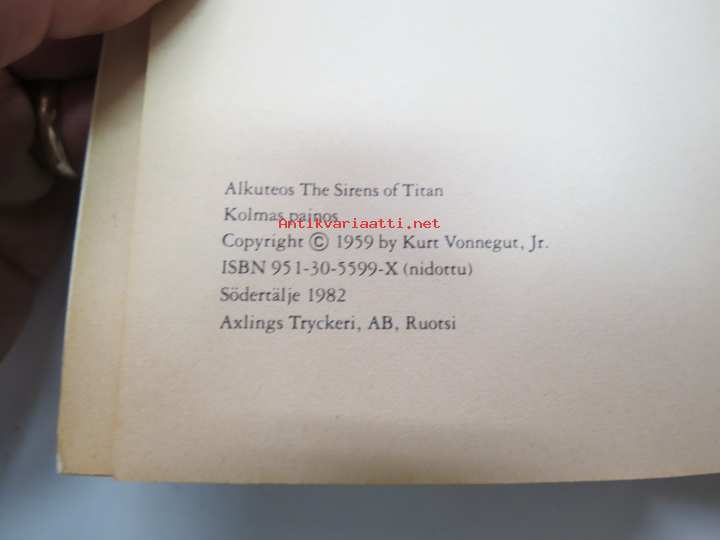 Alkuteos The Sirens of Titan
Kolmas painos
Antikvariaatti.net
Copyright © 1959 by Kurt Vonnegut, Jr.
ISBN 951-30-5599-X (nidottu)
Södertälje 1982
Axlings Tryckeri, AB, Ruotsi